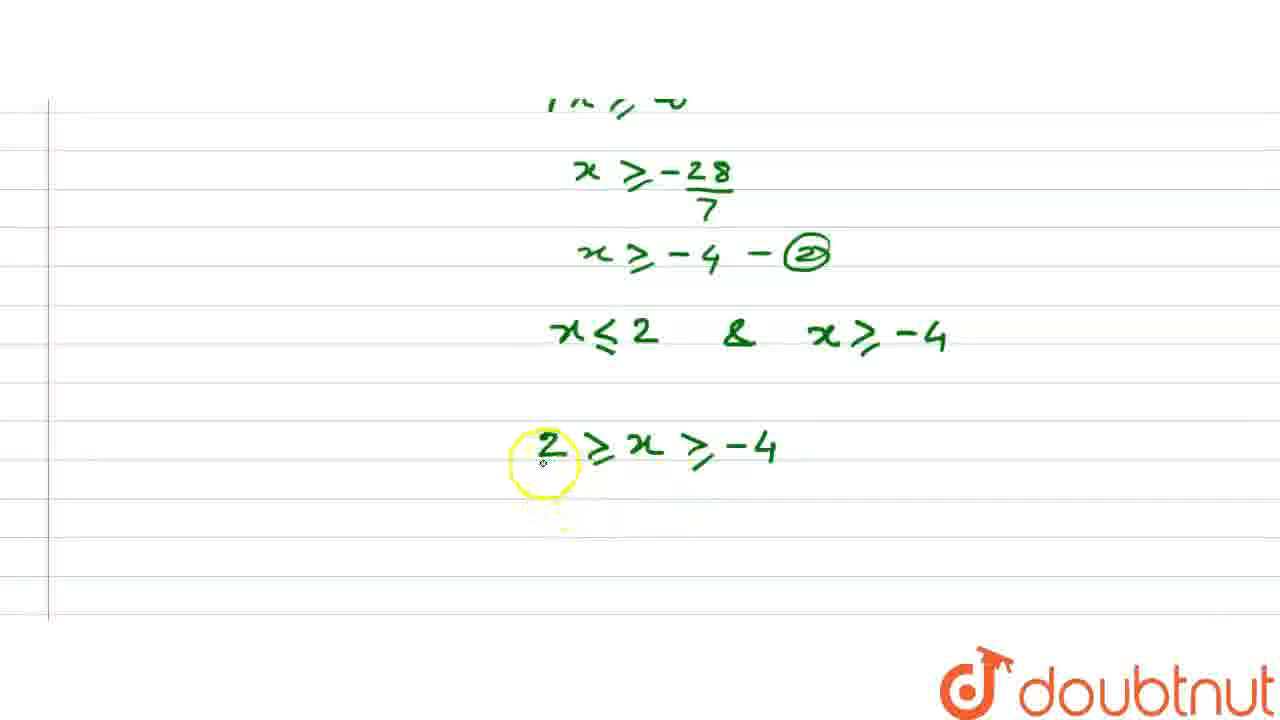 x ≥ -28/7
x ≥ -4 - ②
x ≤ 2 & x ≥ -4
2 ≥ x ≥ -4
doubtnut